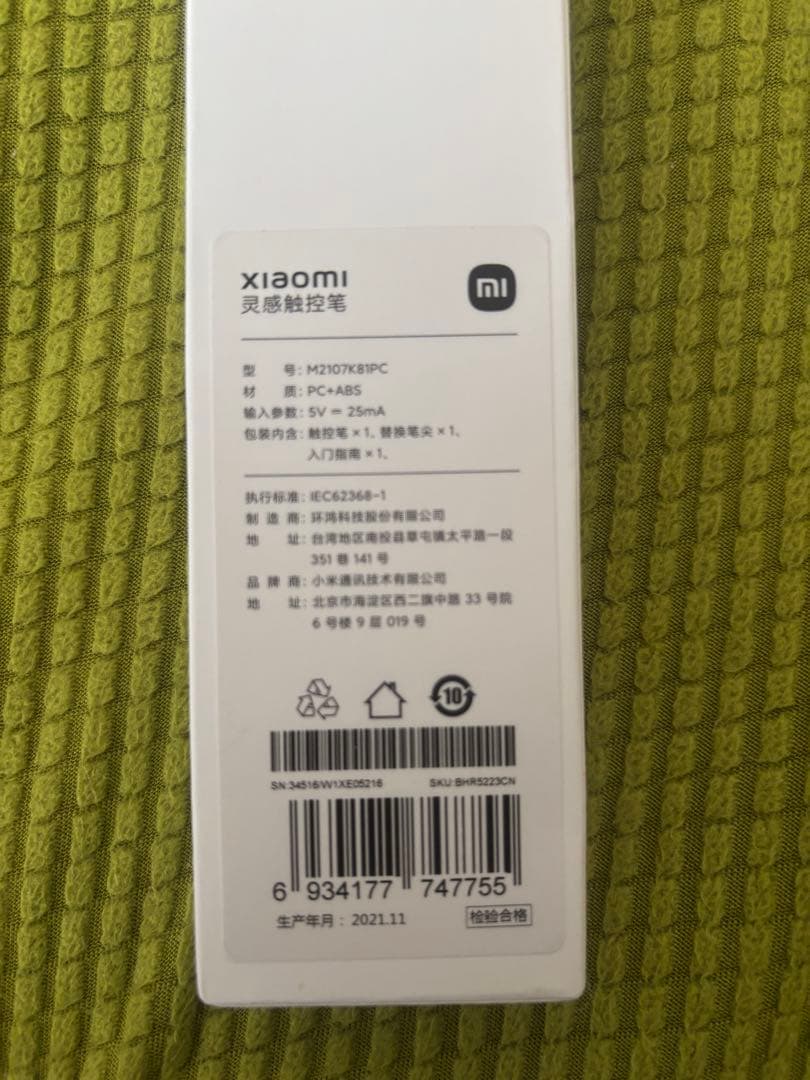 xiaomi
mi
灵感触控笔
型 号: M2107K81PC
材 质: PC+ABS
输入参数: 5V ⎓ 25mA
包装内含: 触控笔×1、替换笔尖×1、
入门指南×1、
执行标准: IEC62368-1
制 造 商: 环鸿科技股份有限公司
地 址: 台湾地区南投县草屯镇太平路一段
351 巷 141 号
品 牌 商: 小米通讯技术有限公司
地 址: 北京市海淀区西二旗中路 33 号院
6 号楼 9 层 019 号
10
SN:34516/W1XE05216 SKU:BHR5223CN
6 934177 747755
生产年月: 2021.11 检验合格